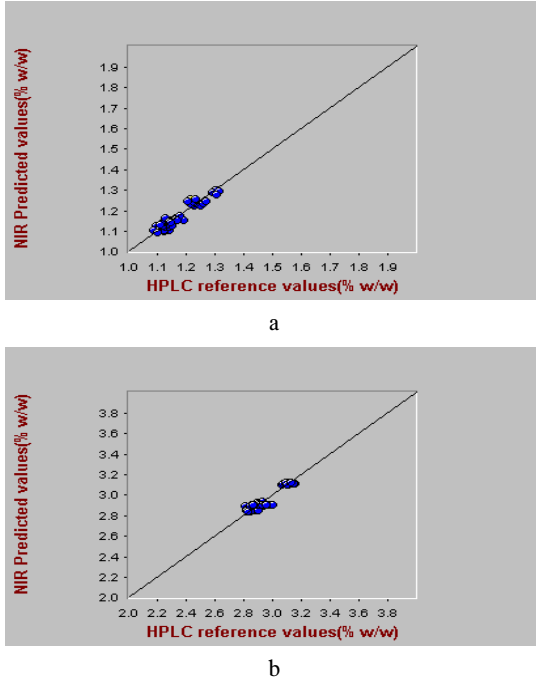 NIR Predicted values(% w/w)
1.9
1.8
1.7
1.6
1.5
1.4
1.3
1.2
1.1
1.0
1.0 1.1 1.2 1.3 1.4 1.5 1.6 1.7 1.8 1.9
HPLC reference values(% w/w)
a
NIR Predicted values(% w/w)
3.8
3.6
3.4
3.2
3.0
2.8
2.6
2.4
2.2
2.0
2.0 2.2 2.4 2.6 2.8 3.0 3.2 3.4 3.6 3.8
HPLC reference values(% w/w)
b